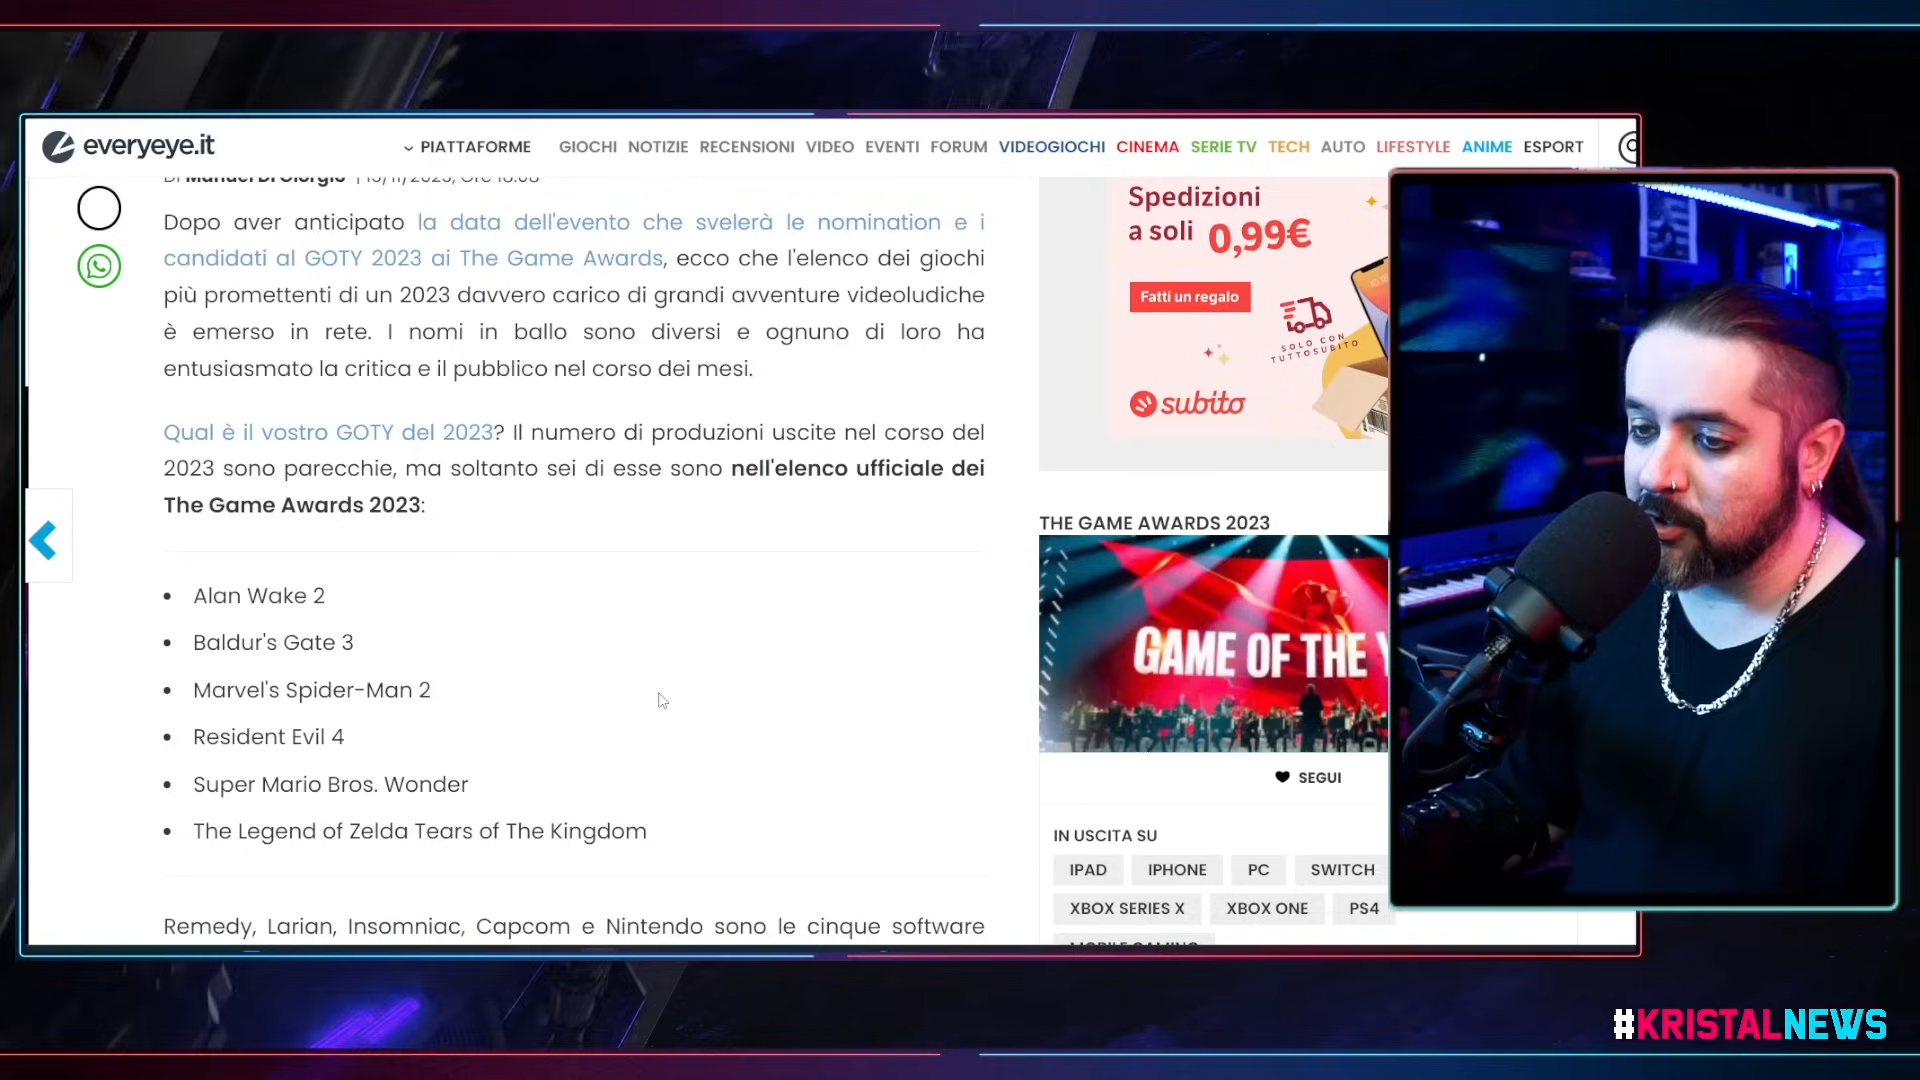 everyeye.it
PIATTAFORME GIOCHI NOTIZIE RECENSIONI VIDEO EVENTI FORUM VIDEOGIOCHI CINEMA SERIE TV TECH AUTO LIFESTYLE ANIME ESPORT
Di Manuel Di Giorgio
Dopo aver anticipato la data dell'evento che svelerà le nomination e i
candidati al GOTY 2023 ai The Game Awards, ecco che l'elenco dei giochi
più promettenti di un 2023 davvero carico di grandi avventure videoludiche
è emerso in rete. I nomi in ballo sono diversi e ognuno di loro ha
entusiasmato la critica e il pubblico nel corso dei mesi.
Qual è il vostro GOTY del 2023? Il numero di produzioni uscite nel corso del
2023 sono parecchie, ma soltanto sei di esse sono nell'elenco ufficiale dei
The Game Awards 2023:
• Alan Wake 2
• Baldur's Gate 3
• Marvel's Spider-Man 2
• Resident Evil 4
• Super Mario Bros. Wonder
• The Legend of Zelda Tears of The Kingdom
Remedy, Larian, Insomniac, Capcom e Nintendo sono le cinque software
Spedizioni
a soli 0,99€
Fatti un regalo
SOLO CON
TUTTOSUBITO
subito
THE GAME AWARDS 2023
GAME OF THE Y
SEGUI
IN USCITA SU
IPAD IPHONE PC SWITCH
XBOX SERIES X XBOX ONE PS4
MOBILE GAMING
#KRISTALNEWS